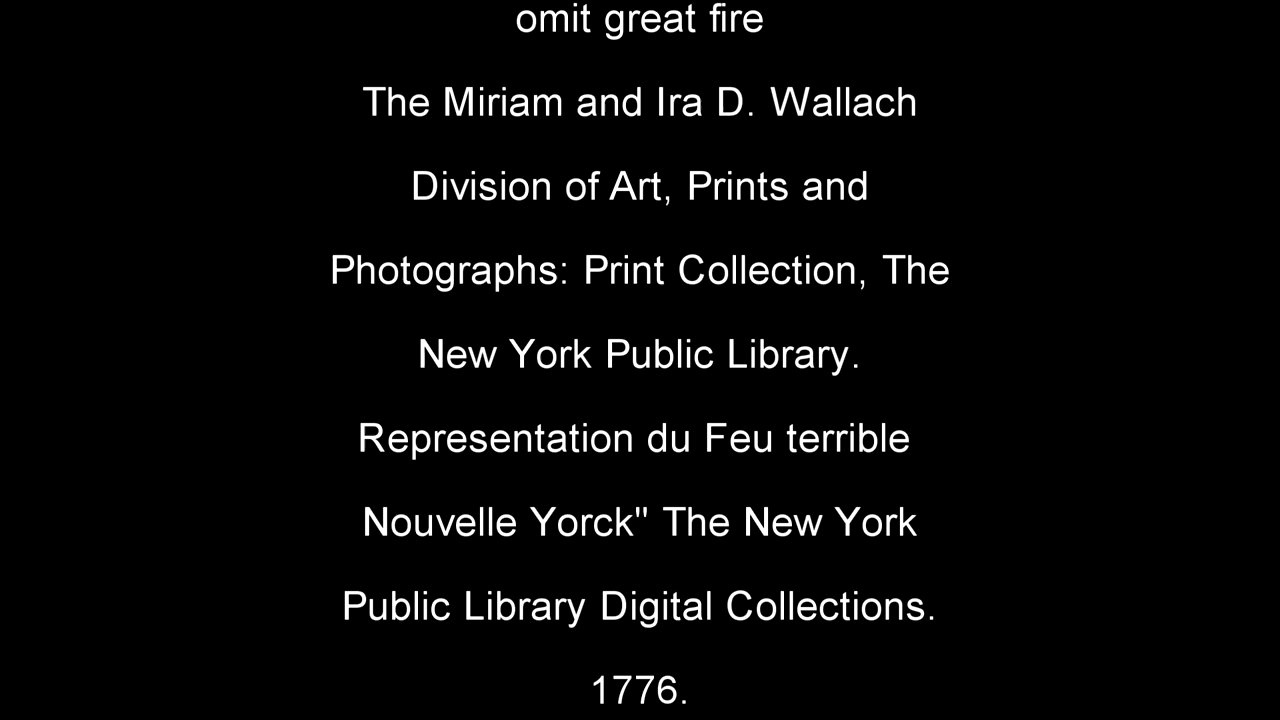 omit great fire
The Miriam and Ira D. Wallach
Division of Art, Prints and
Photographs: Print Collection, The
New York Public Library.
Representation du Feu terrible
Nouvelle Yorck" The New York
Public Library Digital Collections.
1776.